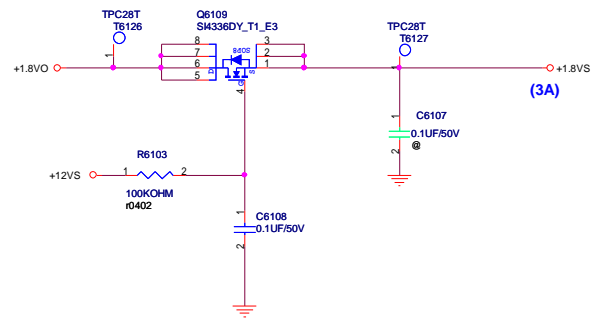 TPC28T
T6126
Q6109
SI4336DY_T1_E3
TPC28T
T6127
1
8
7
6
5
D
SOP8
S
G
3
2
1
4
1
+1.8VO
+1.8VS
(3A)
C6107
0.1UF/50V
@
1
2
R6103
+12VS
1
2
100KOHM
r0402
C6108
0.1UF/50V
1
2